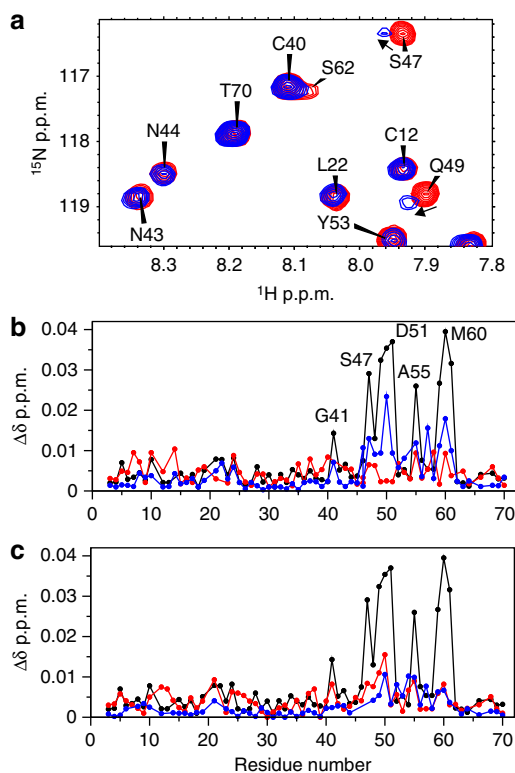 a
C40
S62
S47
T70
N44
L22
C12
Q49
N43
Y53
117
118
119
¹⁵N p.p.m.
8.3 8.2 8.1 8.0 7.9 7.8
¹H p.p.m.
b
0.04
0.03
0.02
0.01
0
Δδ p.p.m.
D51
M60
S47
A55
G41
0 10 20 30 40 50 60 70
c
0.04
0.03
0.02
0.01
0
Δδ p.p.m.
0 10 20 30 40 50 60 70
Residue number